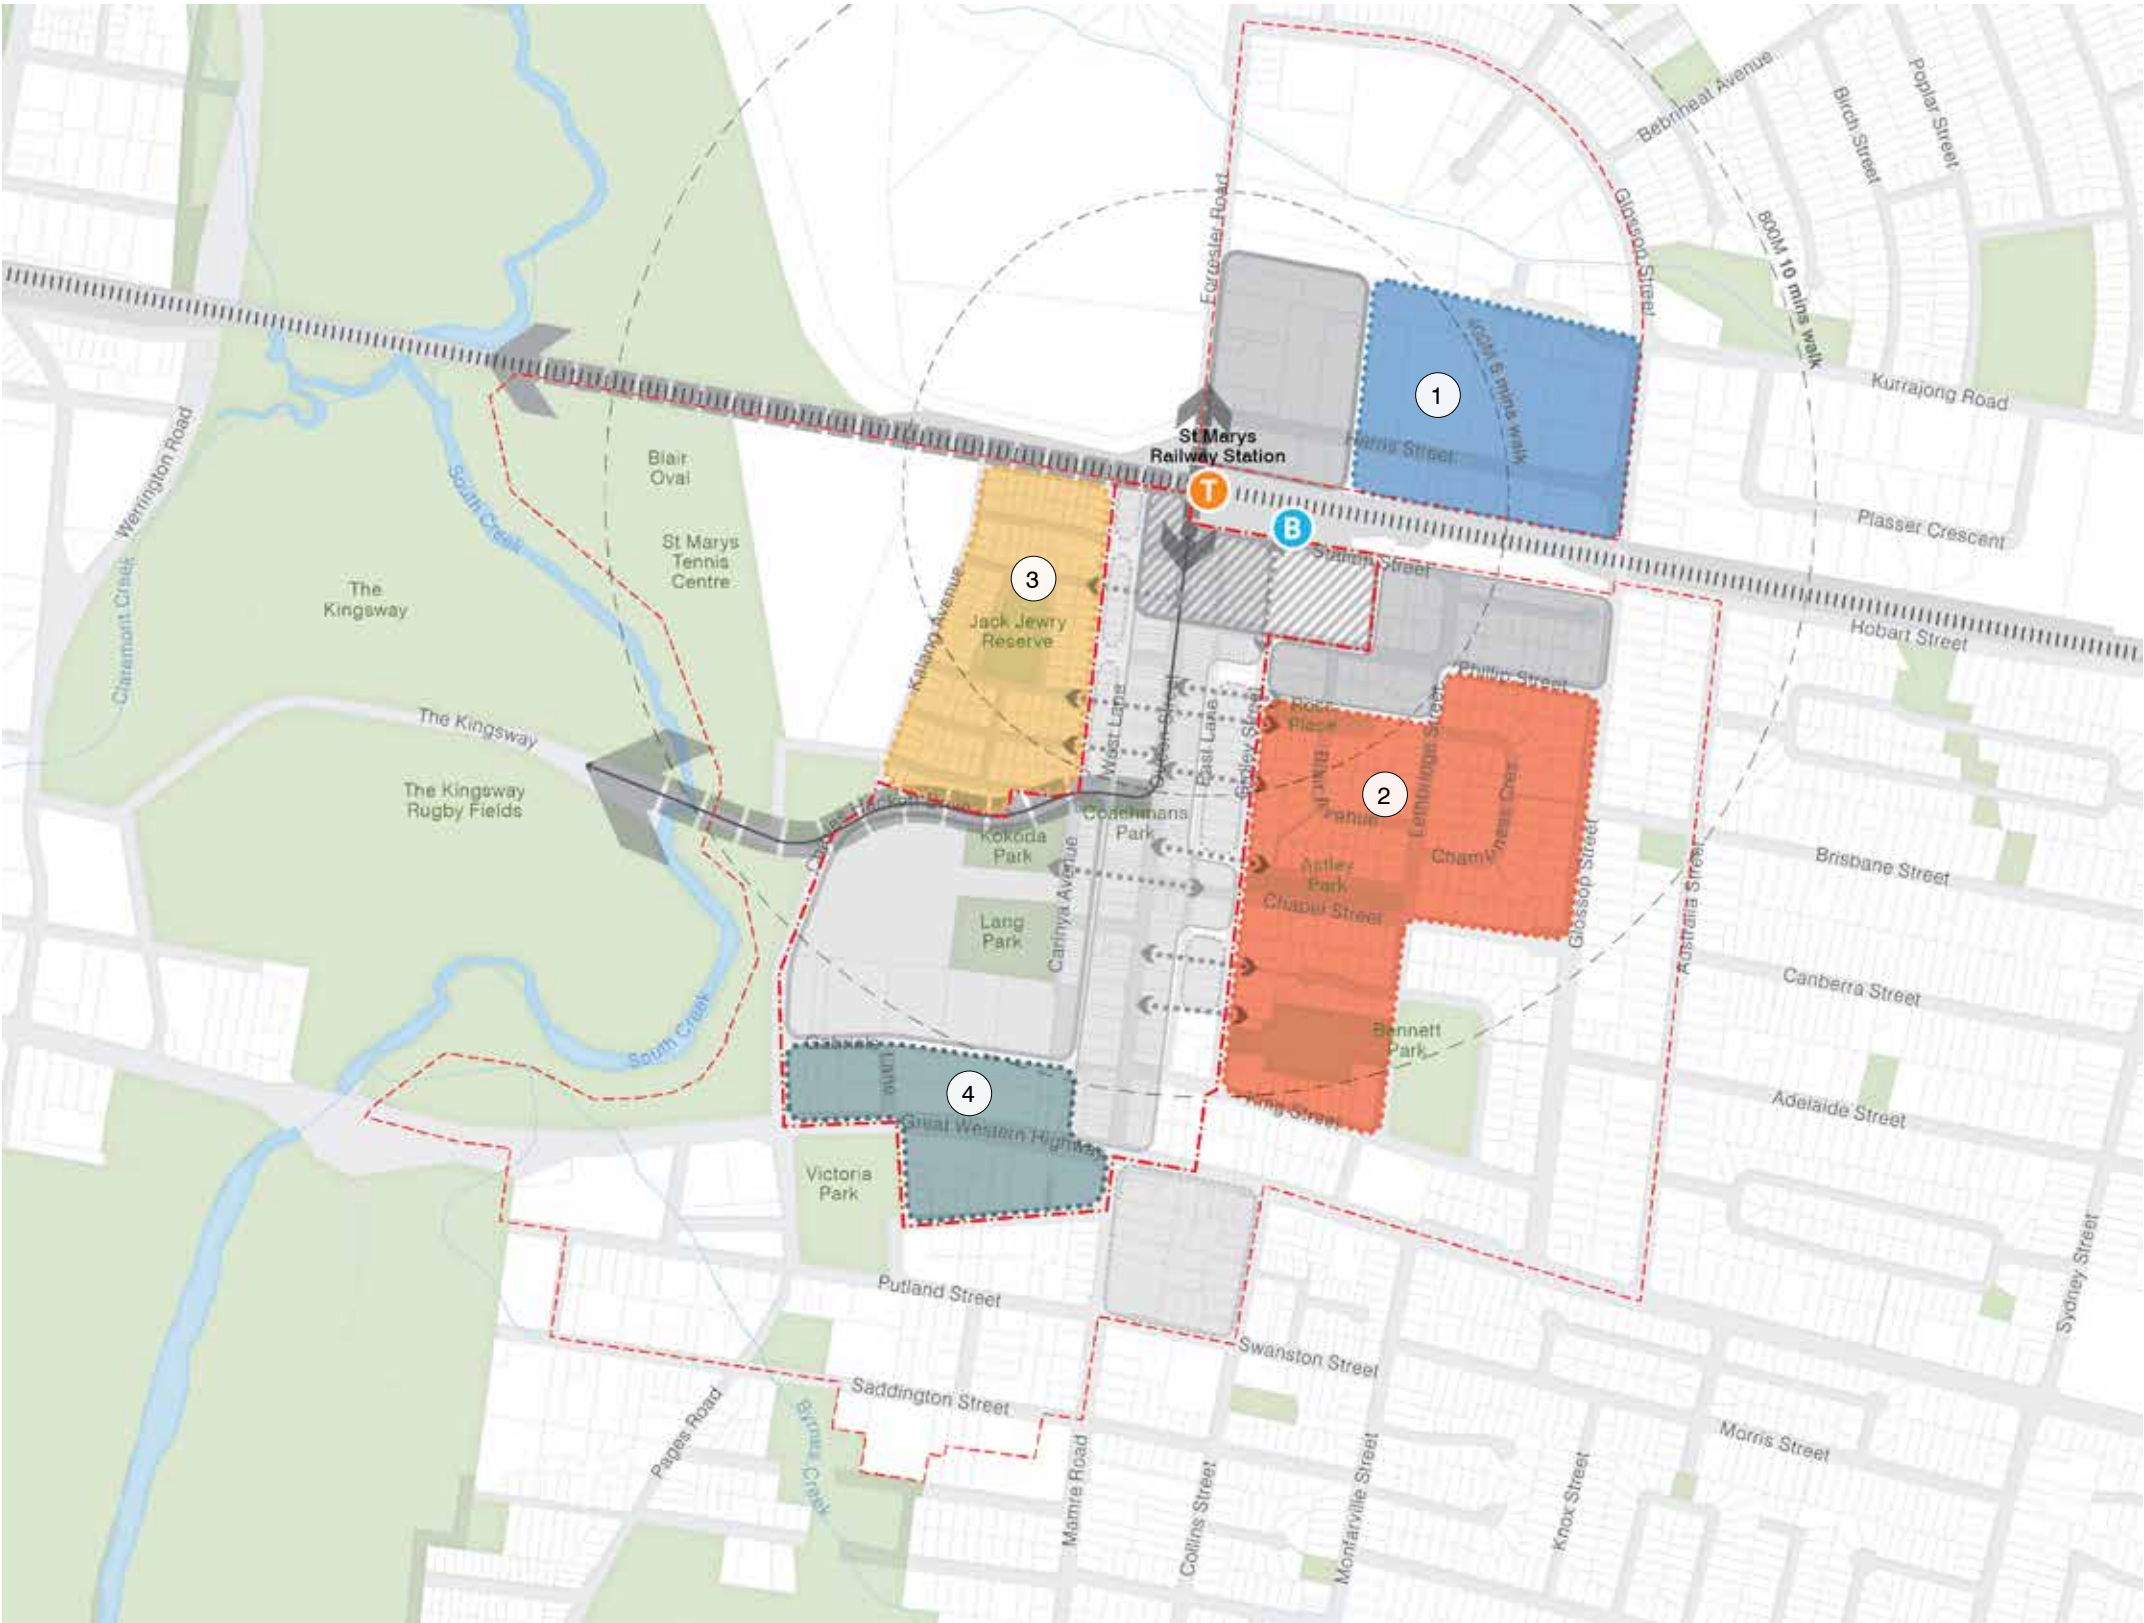 Bebrineat Avenue
Birch Street
Poplar Street
Glossop Street
800M 10 mins walk
Forrester Road
400M 5 mins walk
1
Kurrajong Road
Harris Street
St Marys
Railway Station
T
B
Station Street
Plasser Crescent
Hobart Street
Werrington Road
Claremont Creek
South Creek
Blair
Oval
St Marys
Tennis
Centre
The
Kingsway
3
Jack Jewry
Reserve
Kalang Avenue
Phillip Street
The Kingsway
The Kingsway
Rugby Fields
West Lane
Queen Street
East Lane
Gidley Street
Place
2
Lethbridge Street
Avenue
Chameness Cres
Glossop Street
Australia Street
Brisbane Street
Kokoda
Park
Coachmans
Park
Carinya Avenue
Astley
Park
Chapel Street
Lang
Park
Canberra Street
South Creek
Bennett
Park
Gabriels
Lane
4
Great Western Highway
King Street
Adelaide Street
Victoria
Park
Putland Street
Sydney Street
Swanston Street
Saddington Street
Pages Road
Byrnes Creek
Mamre Road
Collins Street
Monfarville Street
Knox Street
Morris Street